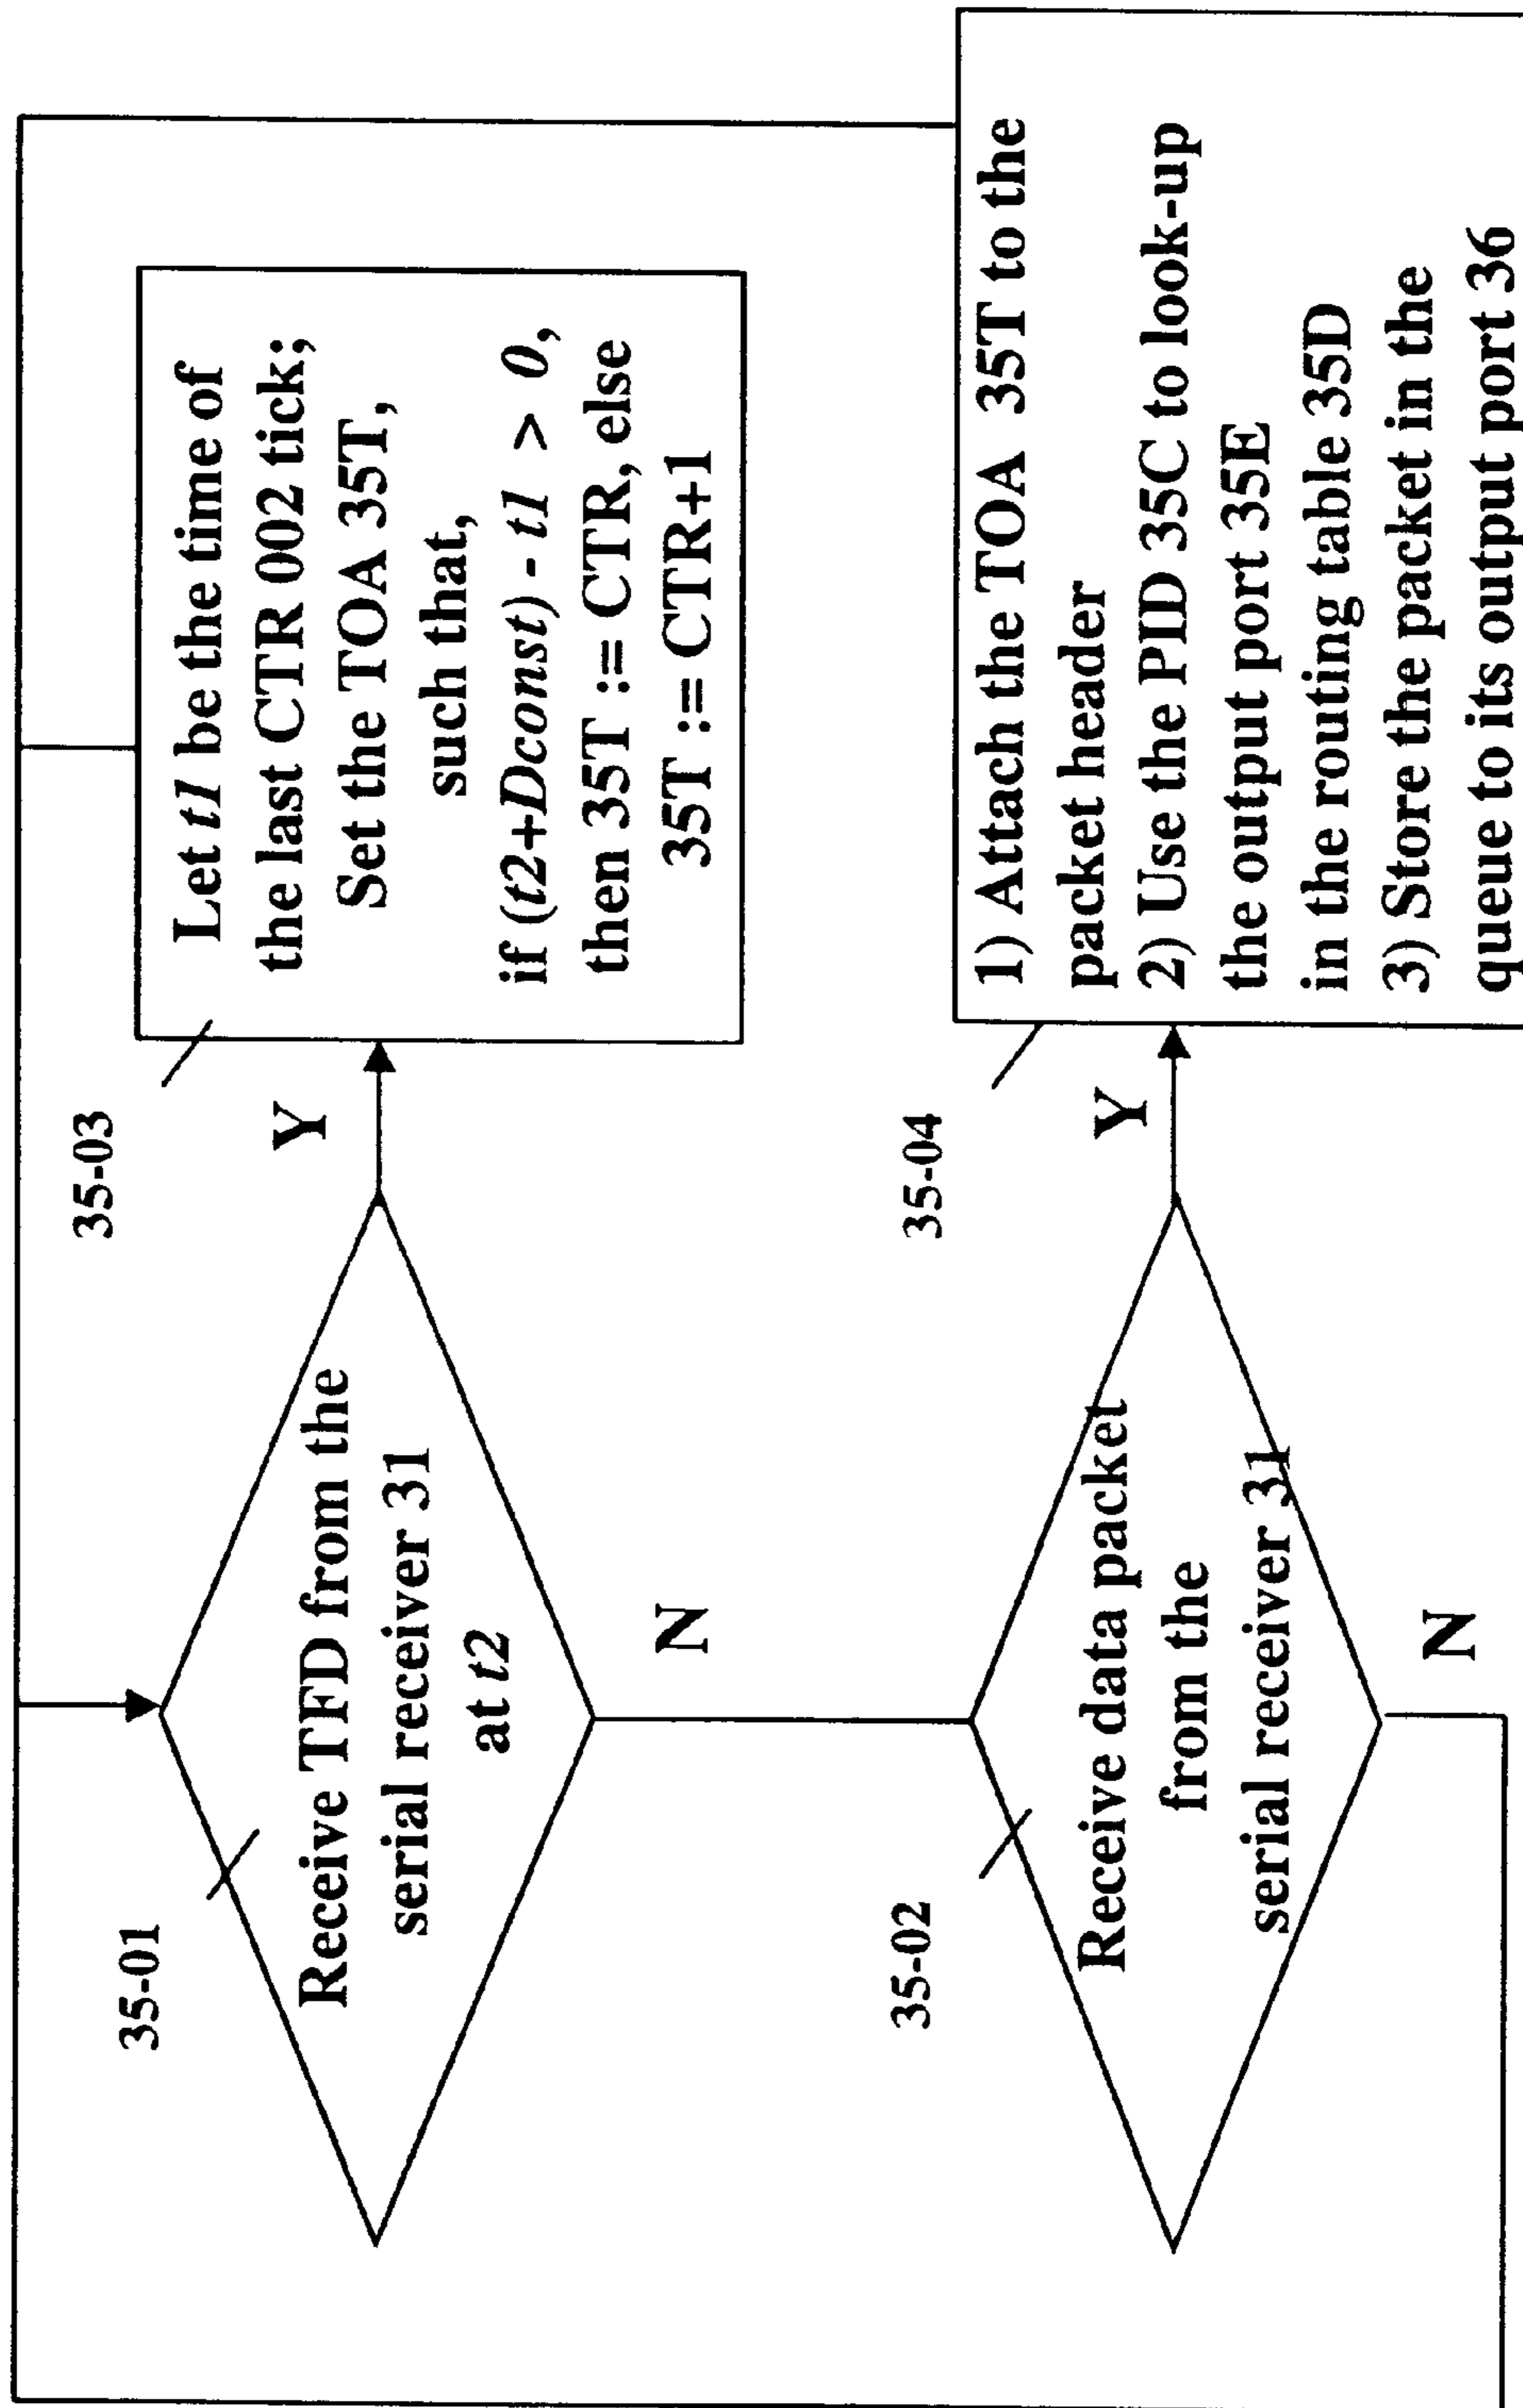 35-01
Receive TFD from the
serial receiver 31
at t2
Y
35-03
Let t1 be the time of
the last CTR 002 tick;
Set the TOA 35T,
such that,
if (t2+Dconst) - t1 > 0,
then 35T := CTR, else
35T := CTR+1
N
35-02
Receive data packet
from the
serial receiver 31
Y
35-04
1) Attach the TOA 35T to the
packet header
2) Use the PID 35C to look-up
the output port 35E
in the routing table 35D
3) Store the packet in the
queue to its output port 36
N